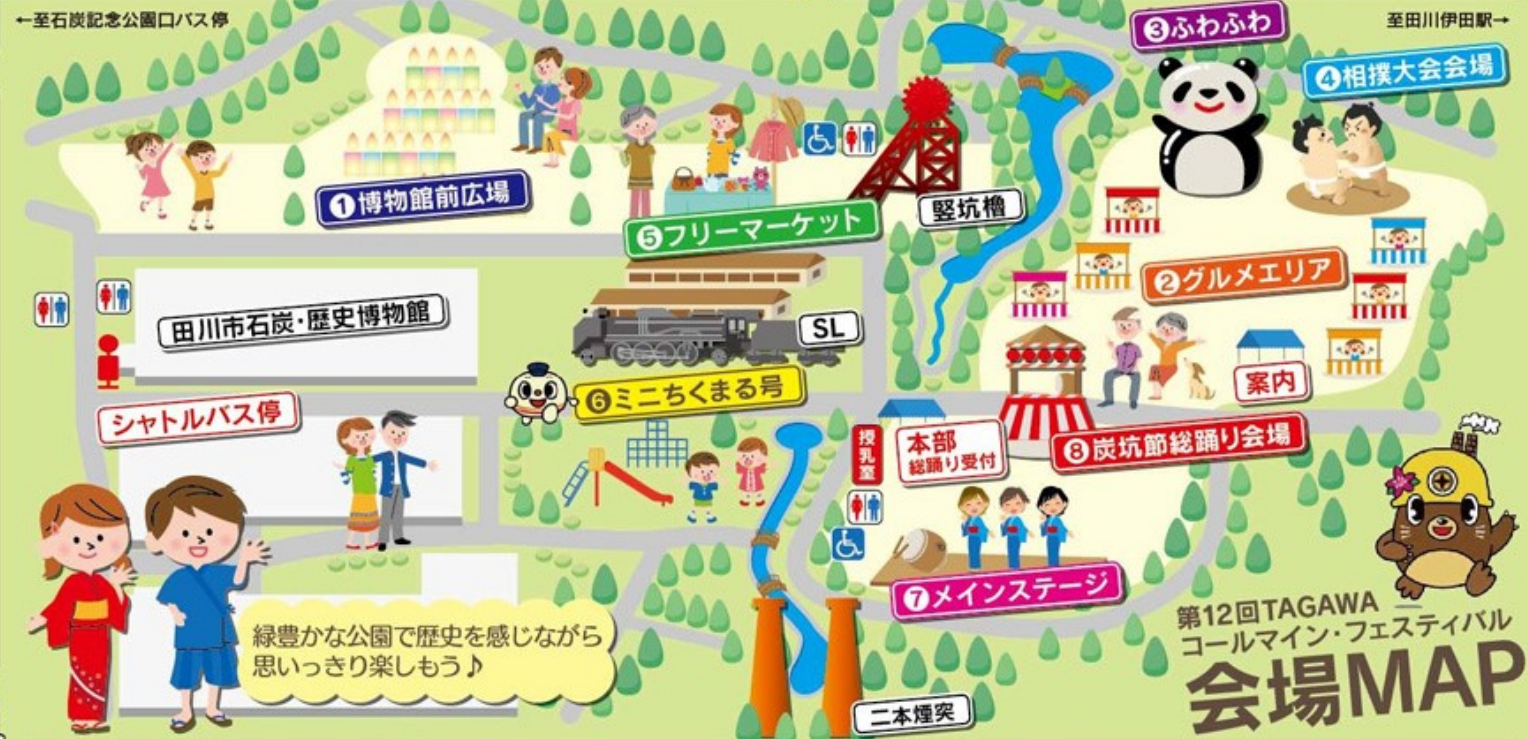 ←至石炭記念公園口バス停
至田川伊田駅→
③ふわふわ
④相撲大会会場
①博物館前広場
⑤フリーマーケット
竪坑櫓
②グルメエリア
田川市石炭・歴史博物館
SL
案内
⑥ミニちくまる号
シャトルバス停
授乳室
本部
総踊り受付
⑧炭坑節総踊り会場
⑦メインステージ
緑豊かな公園で歴史を感じながら
思いっきり楽しもう♪
二本煙突
第12回TAGAWA
コールマイン・フェスティバル
会場MAP